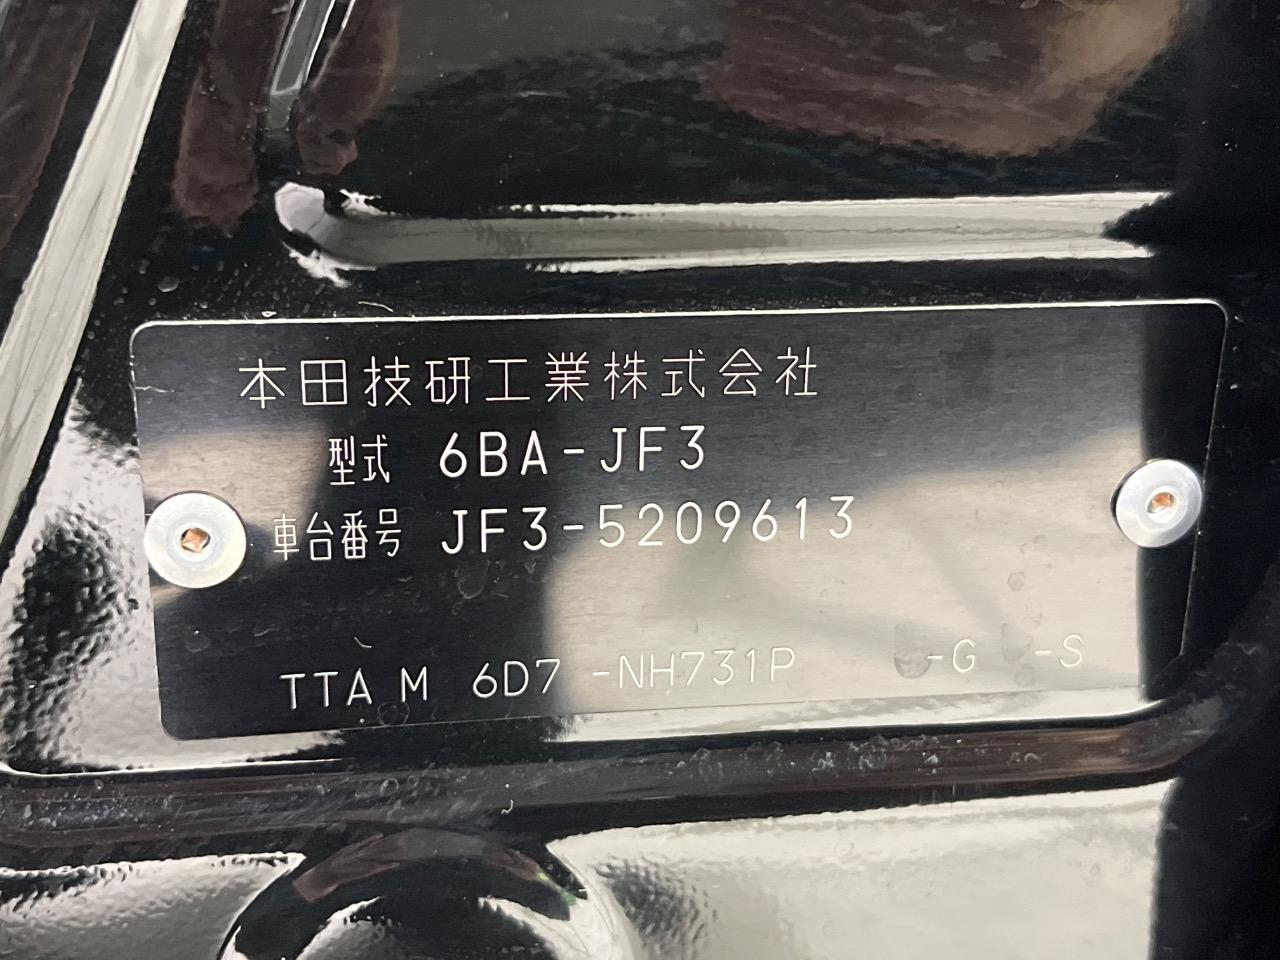 本田技研工業株式会社
型式 6BA-JF3
車台番号 JF3-5209613
TTA M 6D7 -NH731P -G -S